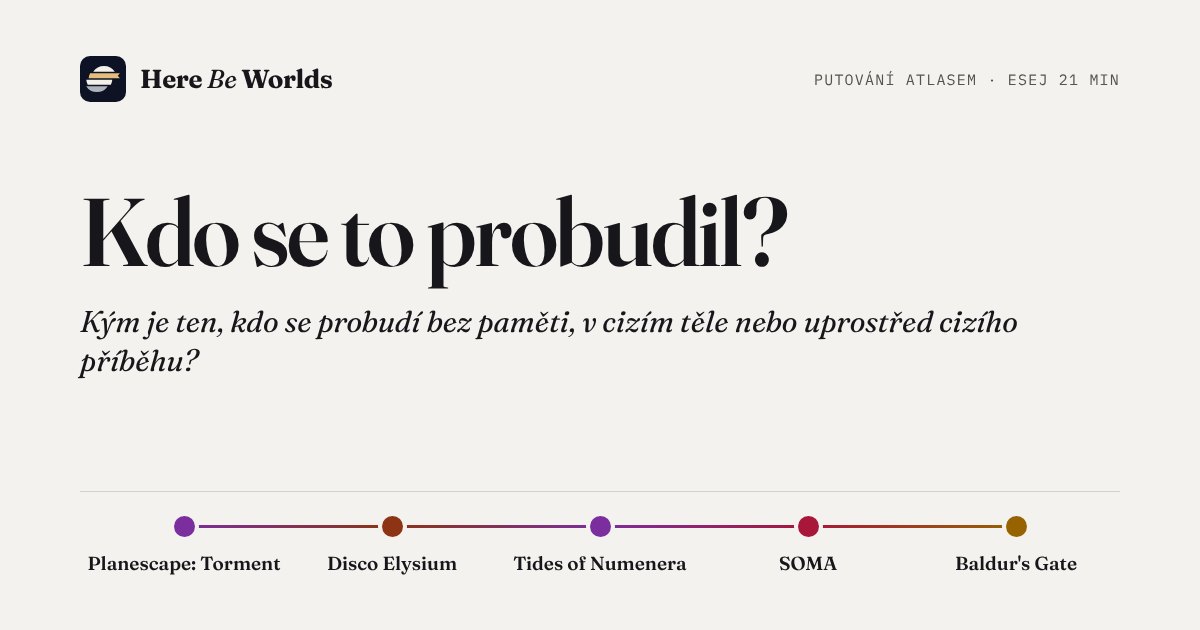 Here Be Worlds
PUTOVÁNÍ ATLASEM · ESEJ 21 MIN
Kdo se to probudil?
Kým je ten, kdo se probudí bez paměti, v cizím těle nebo uprostřed cizího
příběhu?
Planescape: Torment
Disco Elysium
Tides of Numenera
SOMA
Baldur's Gate